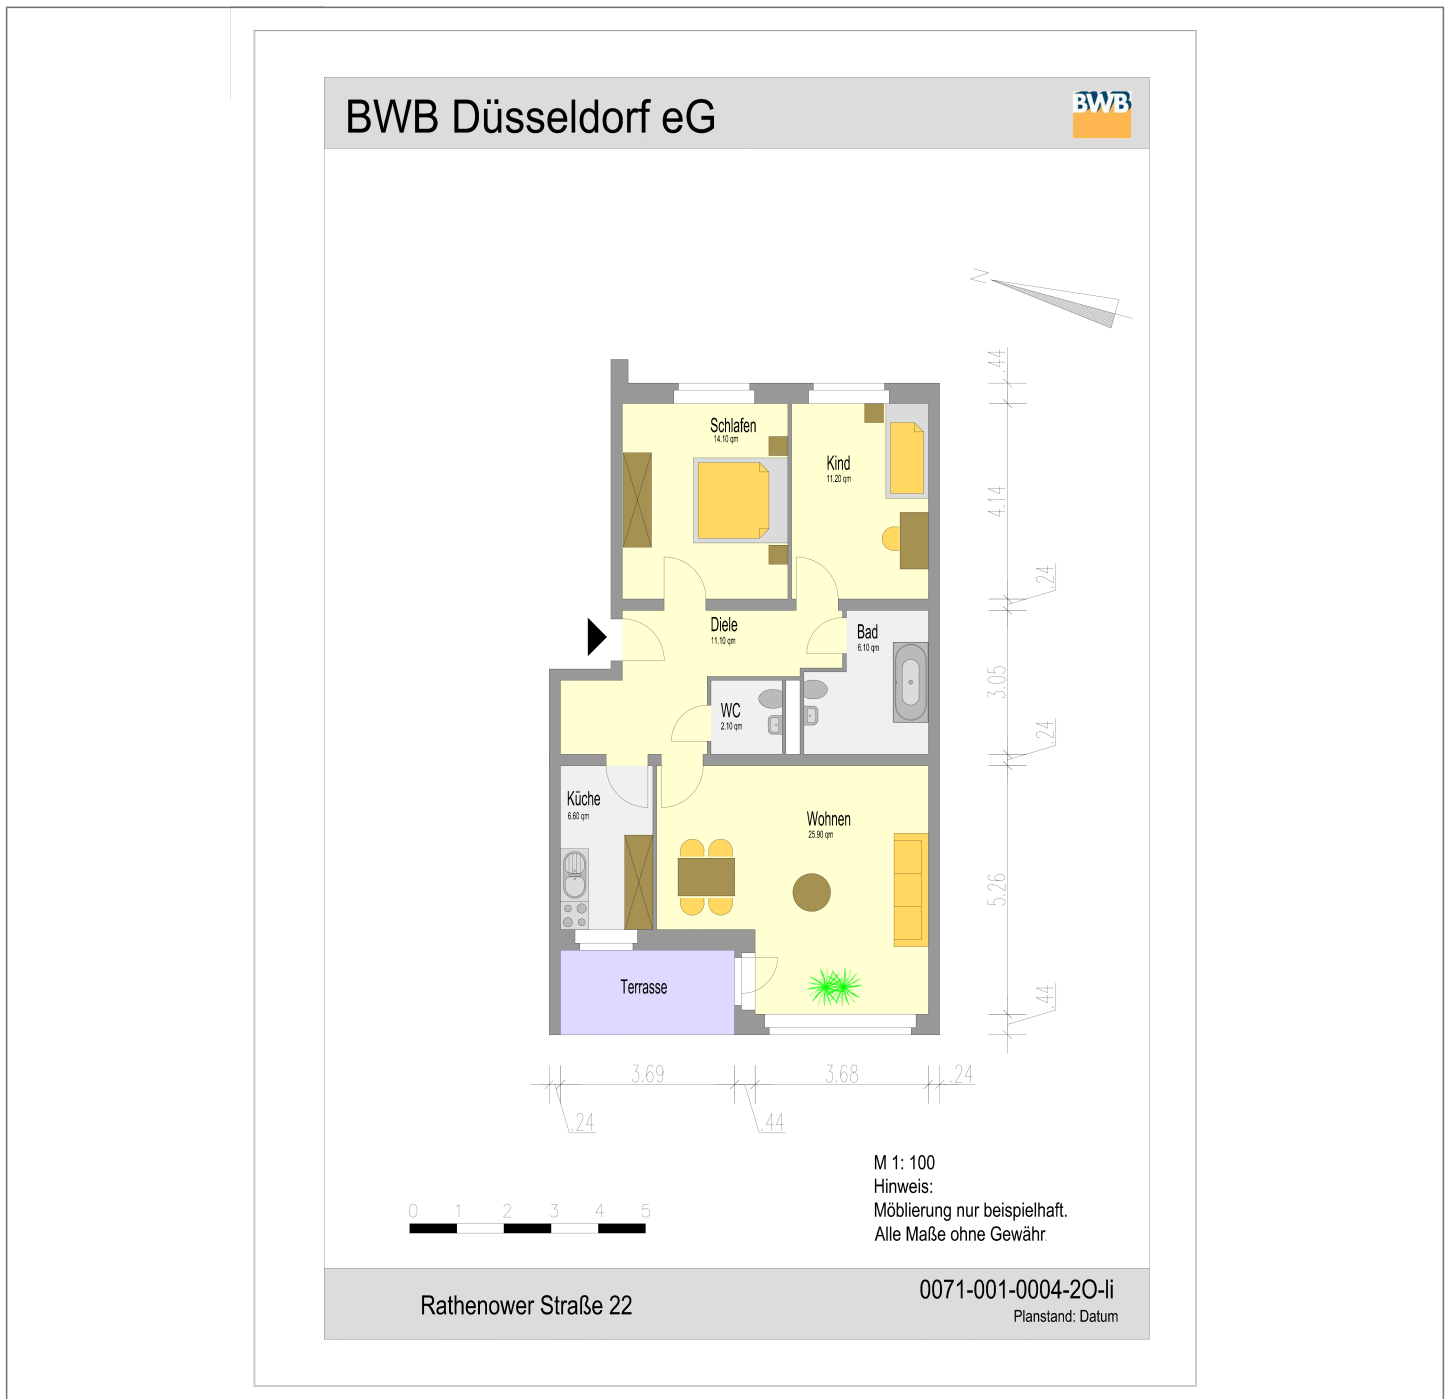 BWB Düsseldorf eG
BWB
N
.44
Schlafen
14.10 qm
Kind
11.20 qm
4.14
.24
Diele
11.10 qm
Bad
6.10 qm
3.05
WC
2.10 qm
.24
Küche
6.60 qm
Wohnen
25.90 qm
5.26
Terrasse
.44
3.69
3.68
.24
.24
.44
M 1: 100
Hinweis:
Möblierung nur beispielhaft.
Alle Maße ohne Gewähr
0 1 2 3 4 5
Rathenower Straße 22
0071-001-0004-2O-li
Planstand: Datum